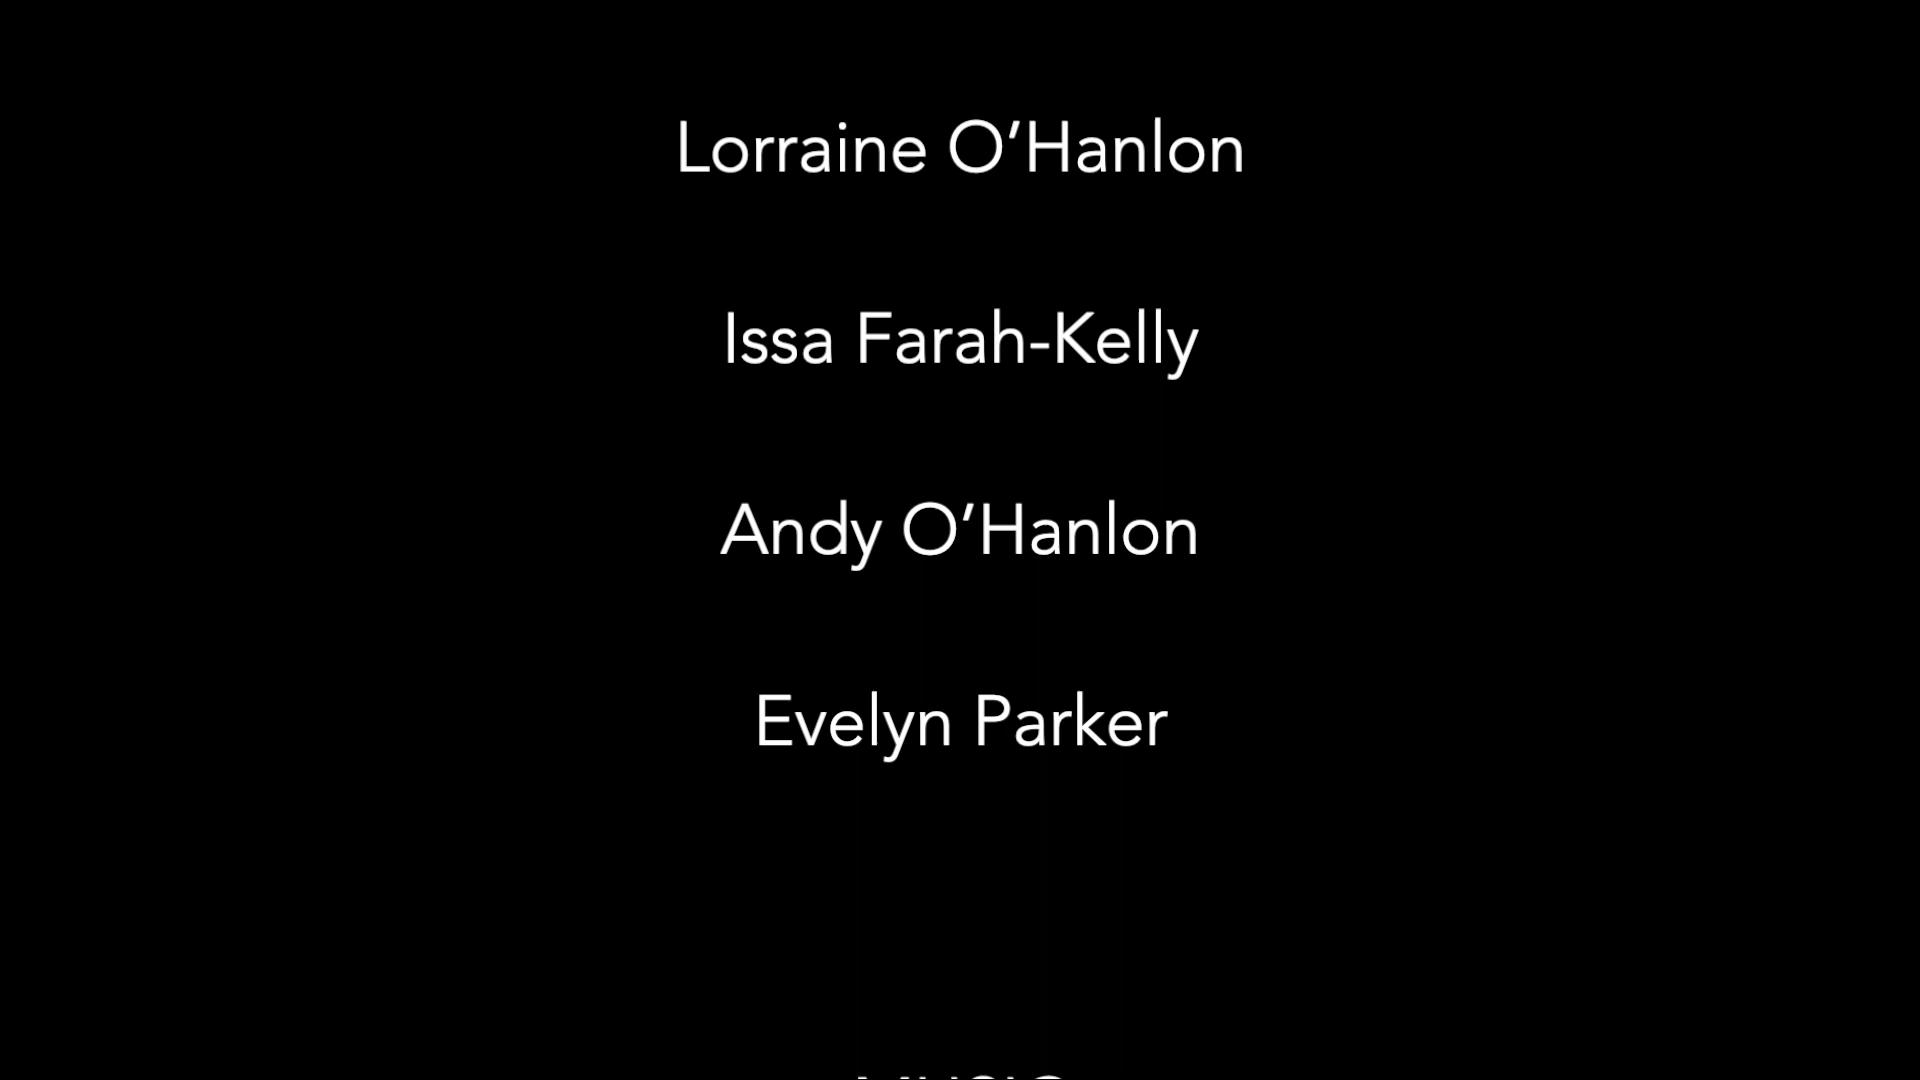 Lorraine O’Hanlon
Issa Farah-Kelly
Andy O’Hanlon
Evelyn Parker